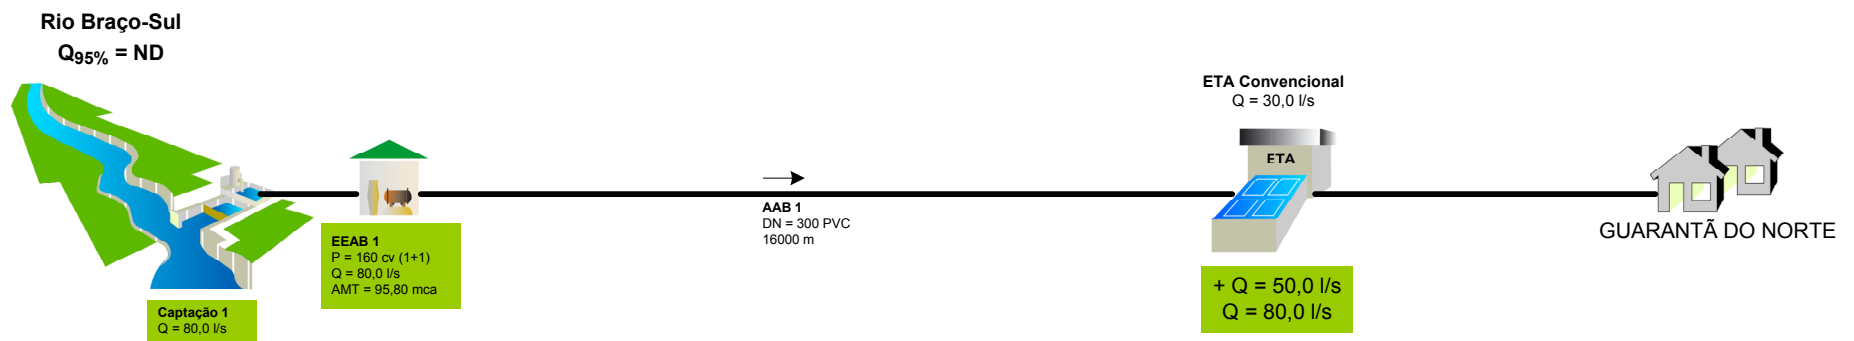 Rio Braço-Sul
Q95% = ND
Captação 1
Q = 80,0 l/s
EEAB 1
P = 160 cv (1+1)
Q = 80,0 l/s
AMT = 95,80 mca
AAB 1
DN = 300 PVC
16000 m
ETA Convencional
Q = 30,0 l/s
ETA
+ Q = 50,0 l/s
Q = 80,0 l/s
GUARANTÃ DO NORTE